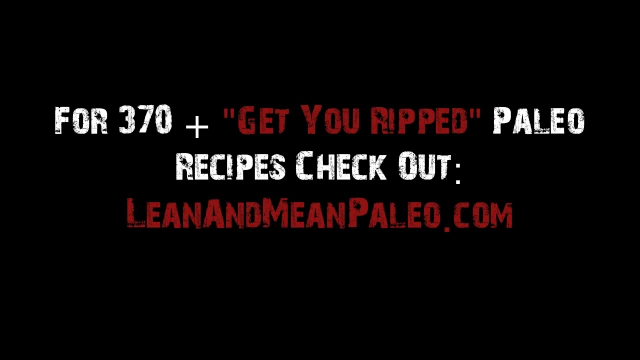 For 370 + "Get You Ripped" Paleo
Recipes Check Out:
LeanAndMeanPaleo.com